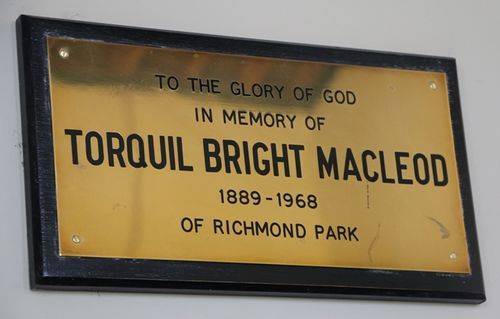 TO THE GLORY OF GOD
IN MEMORY OF
TORQUIL BRIGHT MACLEOD
1889-1968
OF RICHMOND PARK